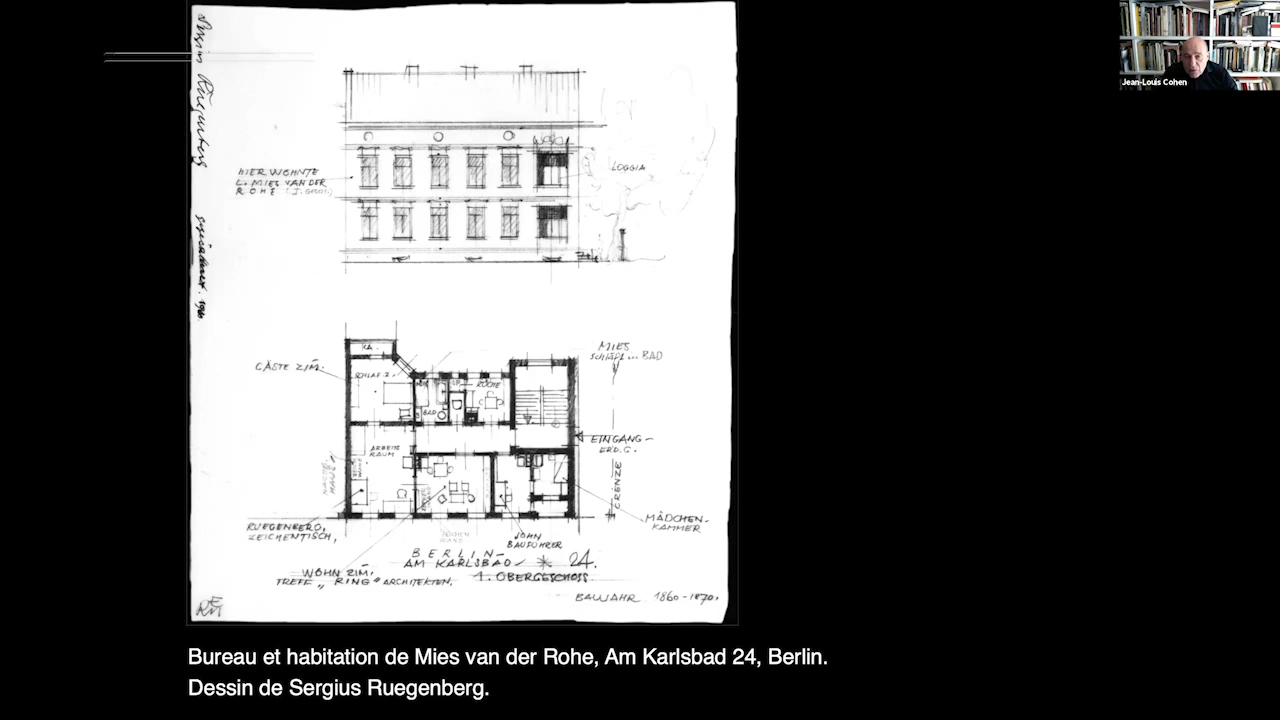 Sergius Ruegenberg
HIER WOHNTE
L. MIES VAN DER
ROHE
LOGGIA
KÜCHE
BAD
ARBEITS
RAUM
GÄSTE ZIM.
MIES
BAD
EINGANG-
ERD.G.
GRENZE
MÄDCHEN-
KAMMER
RUEGENBERG,
ZEICHENTISCH,
JOHN
BAUFÜHRER
BERLIN-
AM KARLSBAD - * 24.
1. OBERGESCHOSS
WOHN ZIM.
TREFF „RING" ARCHITEKTEN.
BAUJAHR 1860-1870.
Bureau et habitation de Mies van der Rohe, Am Karlsbad 24, Berlin.
Dessin de Sergius Ruegenberg.
Jean-Louis Cohen